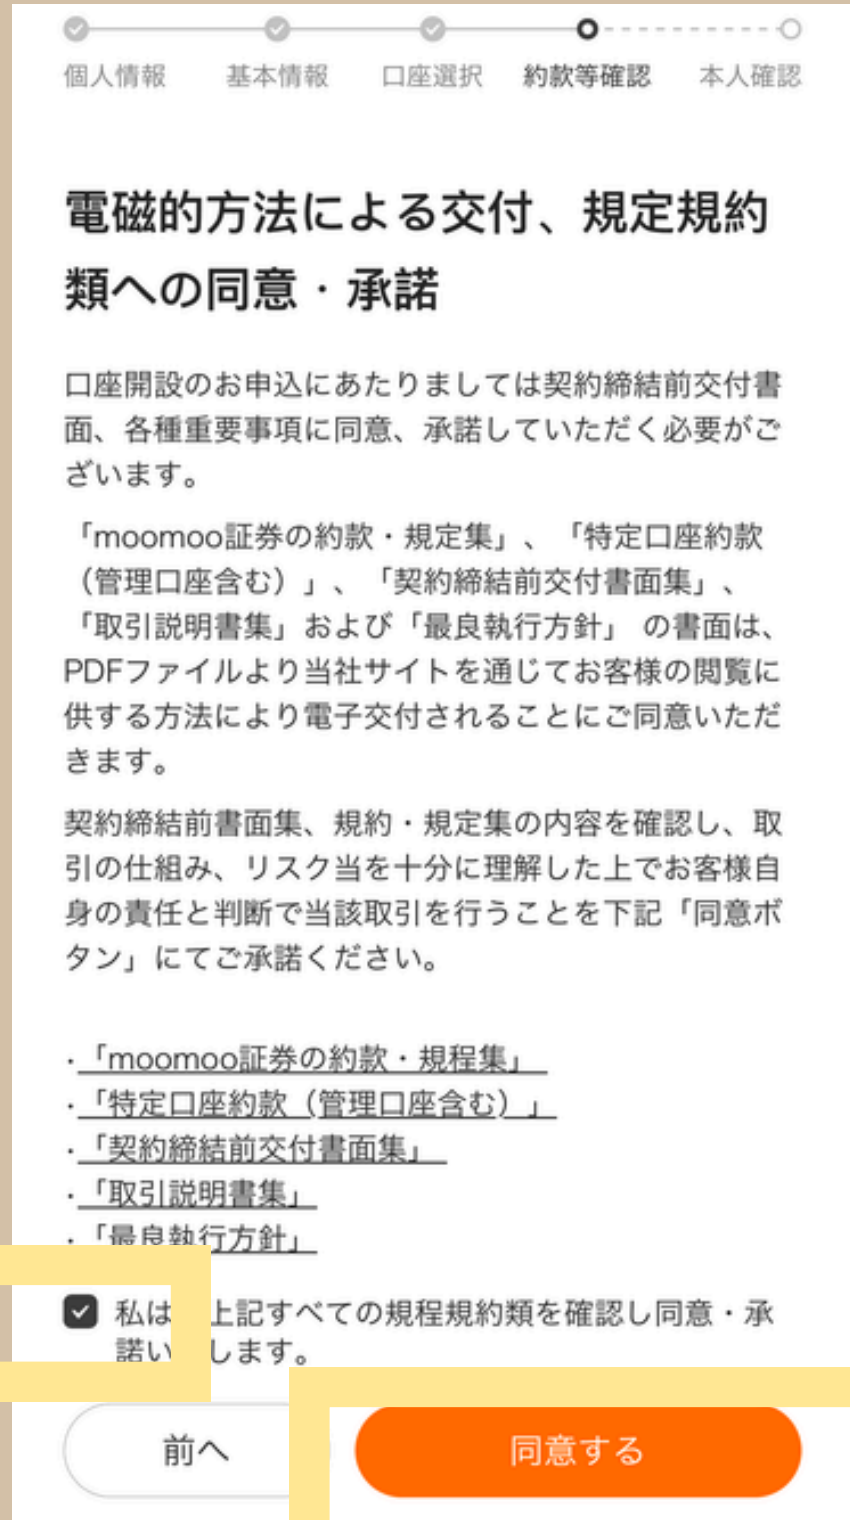 個人情報 基本情報 口座選択 約款等確認 本人確認
電磁的方法による交付、規定規約
類への同意・承諾
口座開設のお申込にあたりましては契約締結前交付書
面、各種重要事項に同意、承諾していただく必要がご
ざいます。
「moomoo証券の約款・規定集」、「特定口座約款
（管理口座含む）」、「契約締結前交付書面集」、
「取引説明書集」および「最良執行方針」 の書面は、
PDFファイルより当社サイトを通じてお客様の閲覧に
供する方法により電子交付されることにご同意いただ
きます。
契約締結前書面集、規約・規定集の内容を確認し、取
引の仕組み、リスク当を十分に理解した上でお客様自
身の責任と判断で当該取引を行うことを下記「同意ボ
タン」にてご承諾ください。
・「moomoo証券の約款・規程集」
・「特定口座約款（管理口座含む）」
・「契約締結前交付書面集」
・「取引説明書集」
・「最良執行方針」
私は 上記すべての規程規約類を確認し同意・承
諾い します。
前へ 同意する